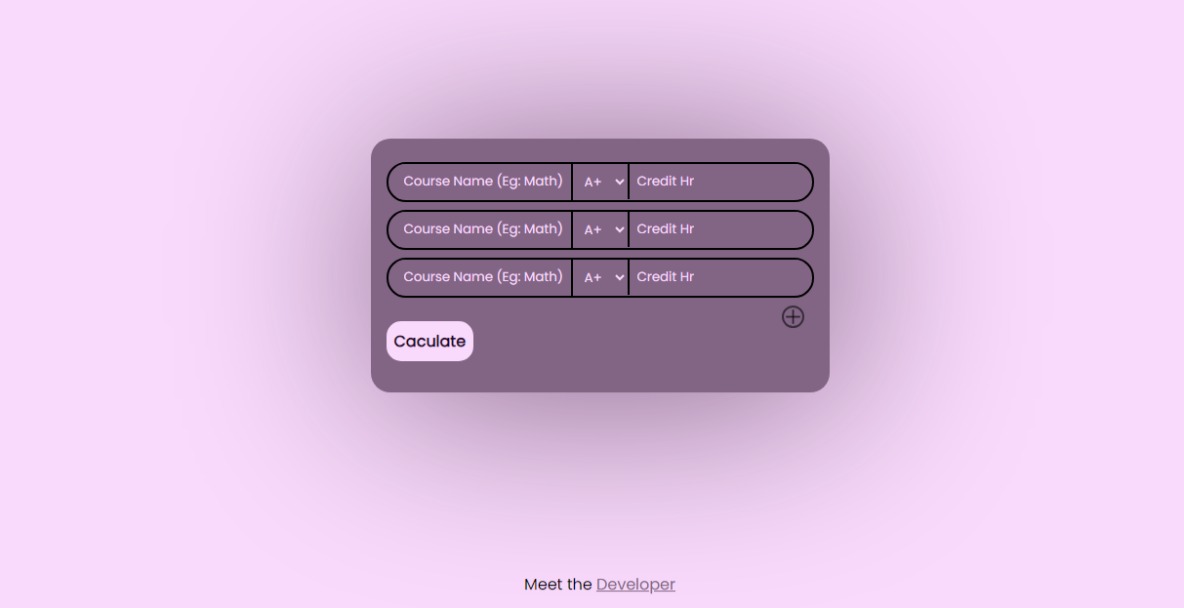 Course Name (Eg: Math) A+ Credit Hr
Course Name (Eg: Math) A+ Credit Hr
Course Name (Eg: Math) A+ Credit Hr
Caculate
Meet the Developer